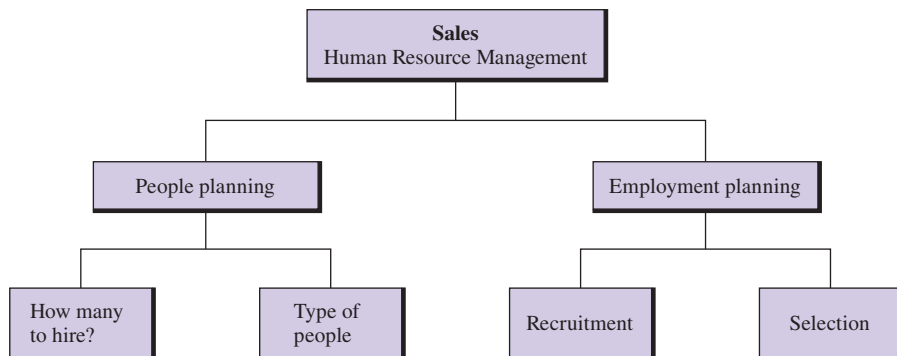 Sales
Human Resource Management
People planning
Employment planning
How many
to hire?
Type of
people
Recruitment
Selection